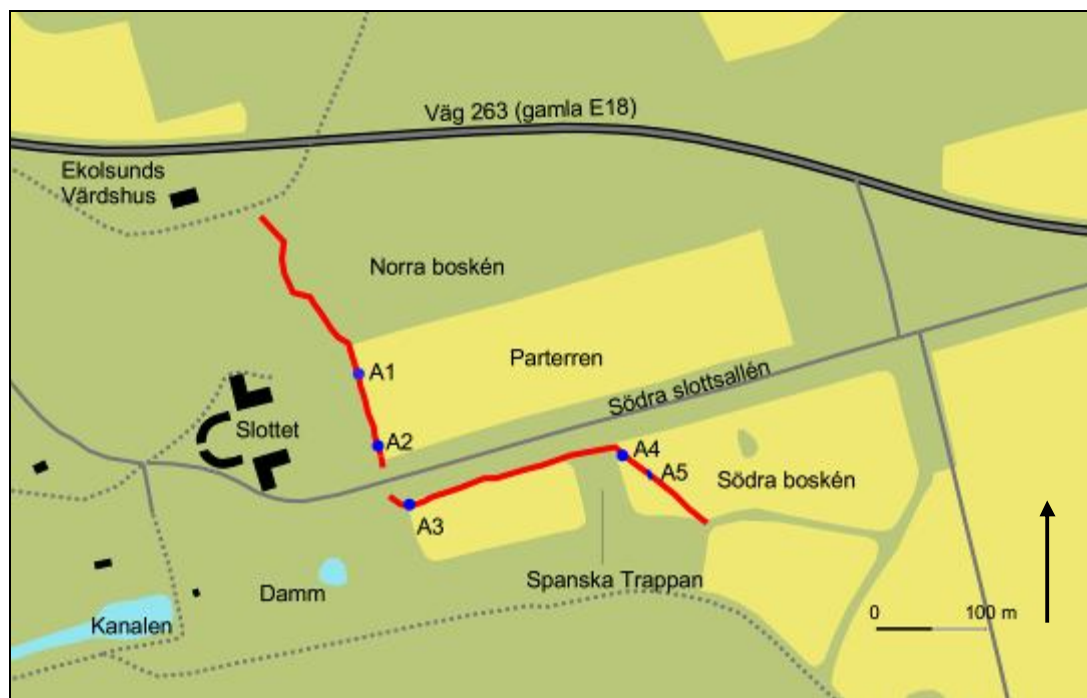 Väg 263 (gamla E18)
Ekolsunds
Värdshus
Norra boskén
Parterren
A1
Södra slottsallén
Slottet
A2
A4
A5
Södra boskén
A3
Spanska Trappan
Damm
0 100 m
Kanalen